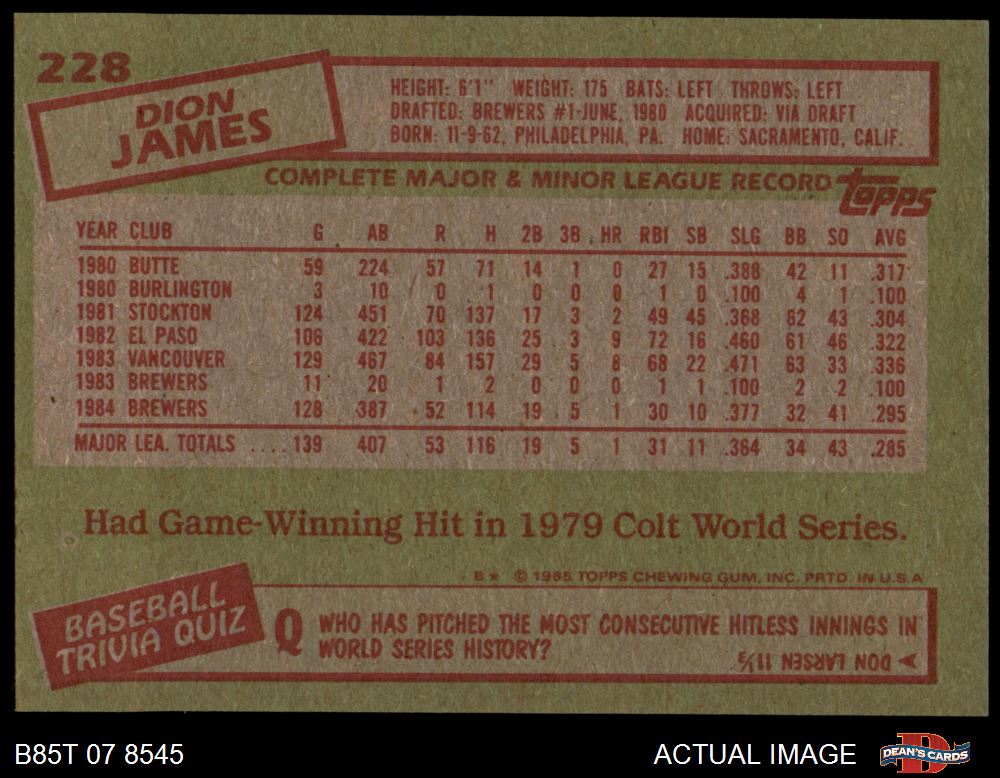 228
DION
JAMES
HEIGHT: 6'1" WEIGHT: 175 BATS: LEFT THROWS: LEFT
DRAFTED: BREWERS #1-JUNE, 1980 ACQUIRED: VIA DRAFT
BORN: 11-9-62, PHILADELPHIA, PA. HOME: SACRAMENTO, CALIF.
COMPLETE MAJOR & MINOR LEAGUE RECORD topps
YEAR CLUB G AB R H 2B 3B HR RBI SB SLG BB SO AVG
1980 BUTTE 59 224 57 71 14 1 0 27 15 .388 42 11 .317
1980 BURLINGTON 3 10 0 1 0 0 0 1 0 .100 4 1 .100
1981 STOCKTON 124 451 70 137 17 3 2 49 45 .368 62 43 .304
1982 EL PASO 106 422 103 136 25 3 9 72 16 .460 61 46 .322
1983 VANCOUVER 129 467 84 157 29 5 8 68 22 .471 63 33 .336
1983 BREWERS 11 20 1 2 0 0 0 1 1 .100 2 2 .100
1984 BREWERS 128 387 52 114 19 5 1 30 10 .377 32 41 .295
MAJOR LEA. TOTALS .... 139 407 53 116 19 5 1 31 11 .364 34 43 .285
Had Game-Winning Hit in 1979 Colt World Series.
B★ © 1985 TOPPS CHEWING GUM, INC. PRTD. IN U.S.A
BASEBALL
TRIVIA QUIZ
Q WHO HAS PITCHED THE MOST CONSECUTIVE HITLESS INNINGS IN
WORLD SERIES HISTORY?
DON LARSEN 11⅓
B85T 07 8545 ACTUAL IMAGE DEAN'S CARDS